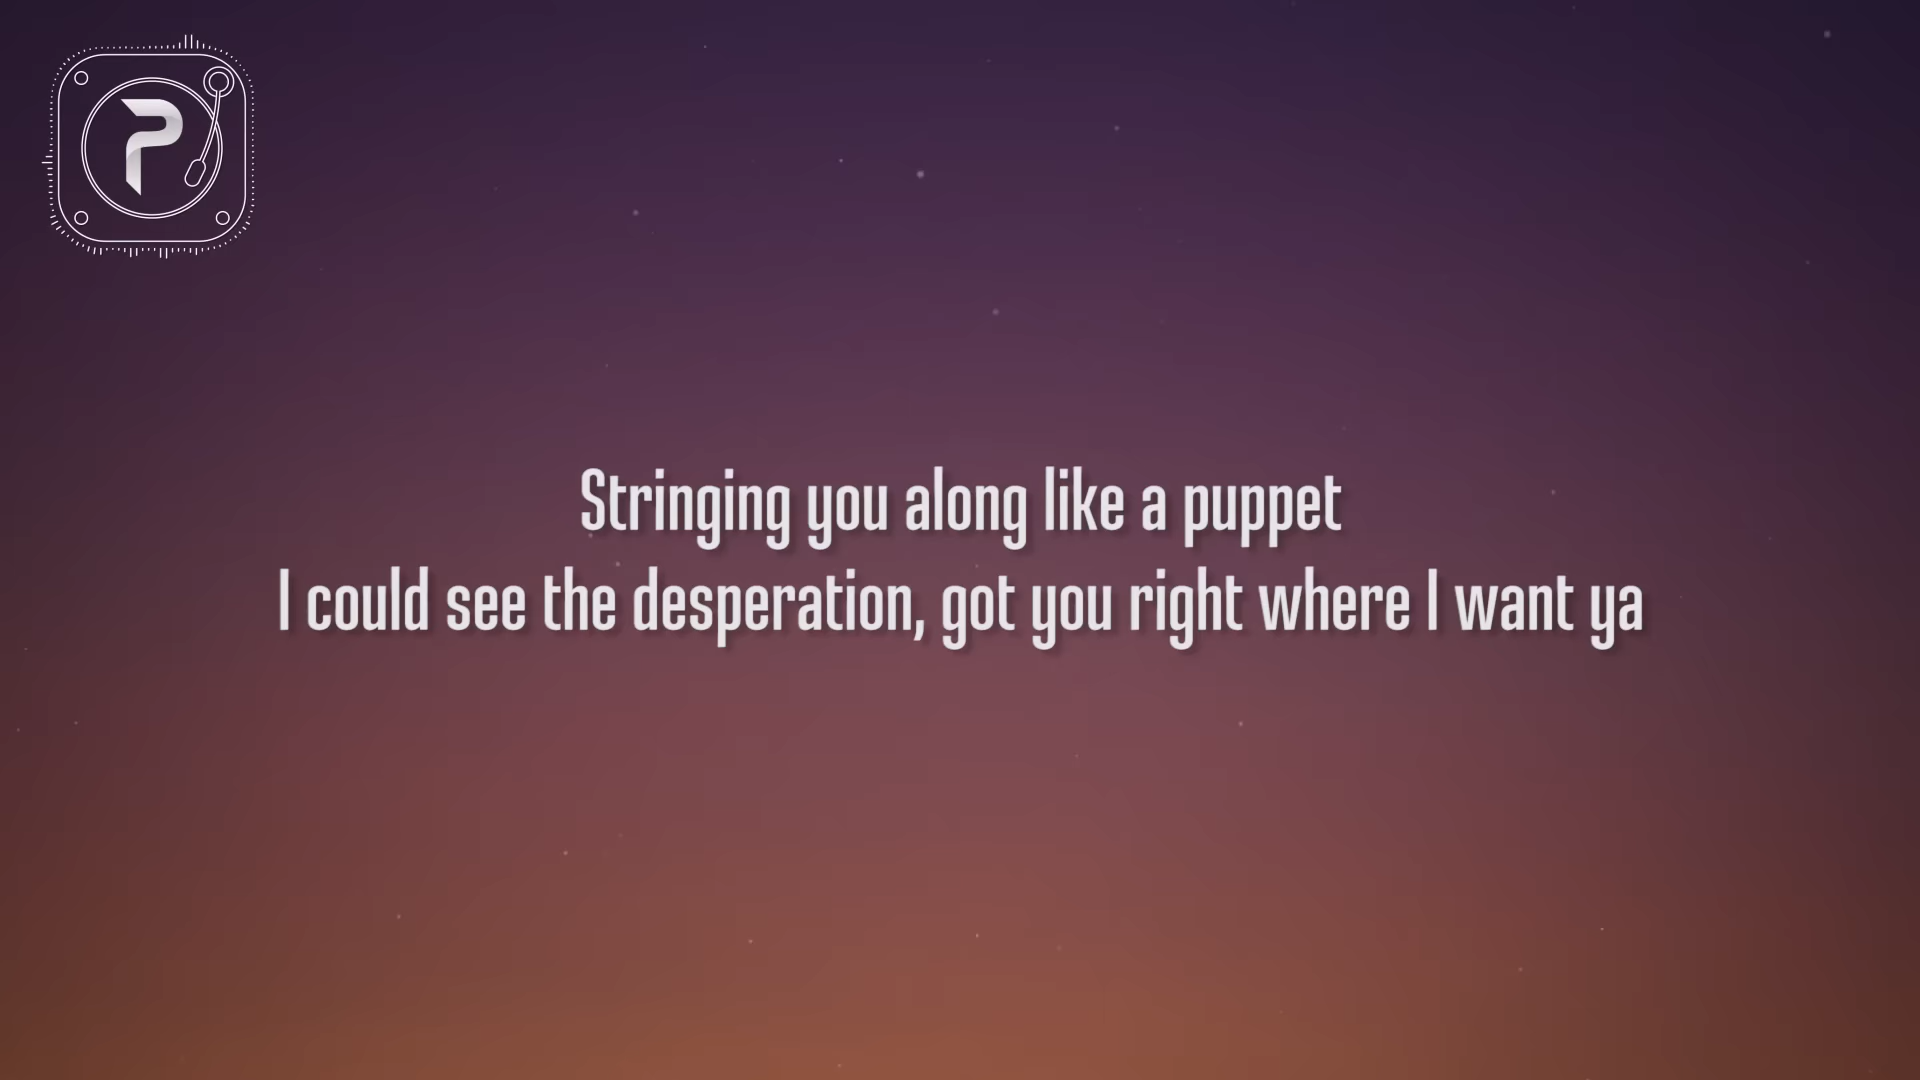 P
Stringing you along like a puppet
I could see the desperation, got you right where I want ya